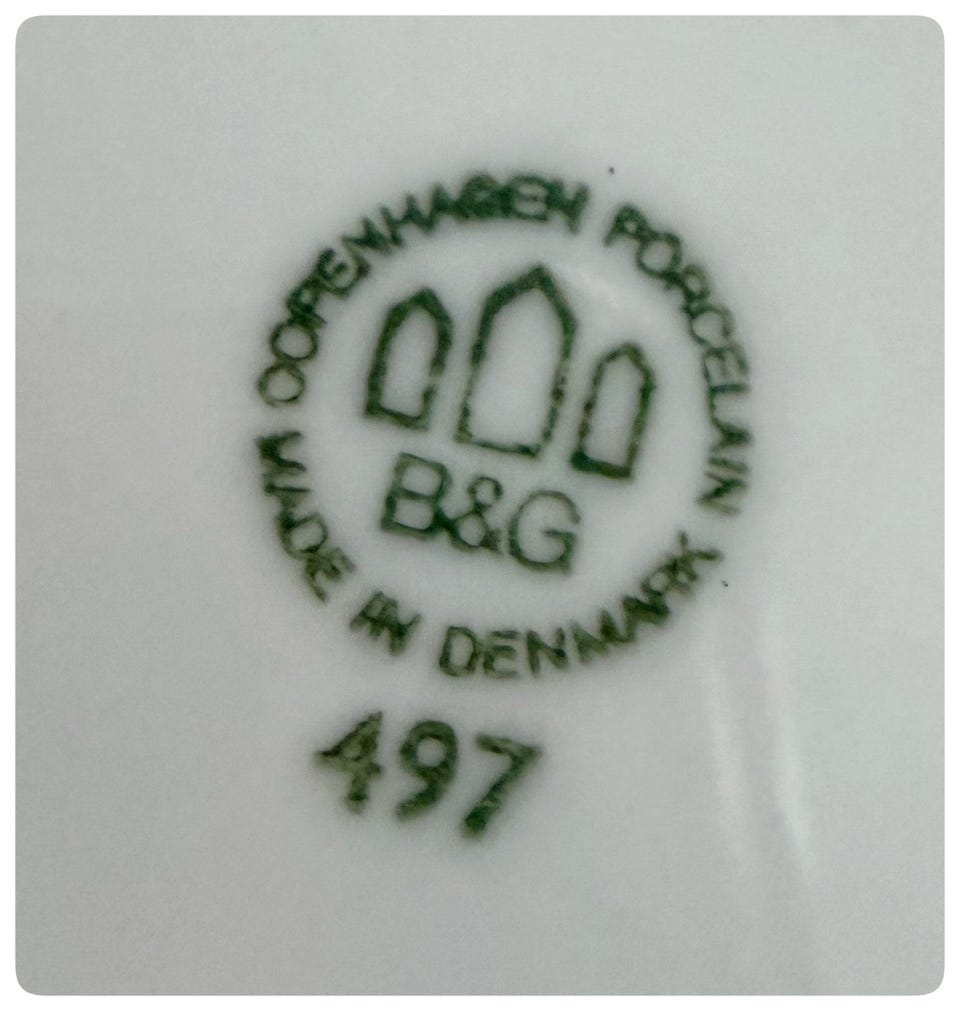 COPENHAGEN PORCELAIN
B&G
MADE IN DENMARK
497